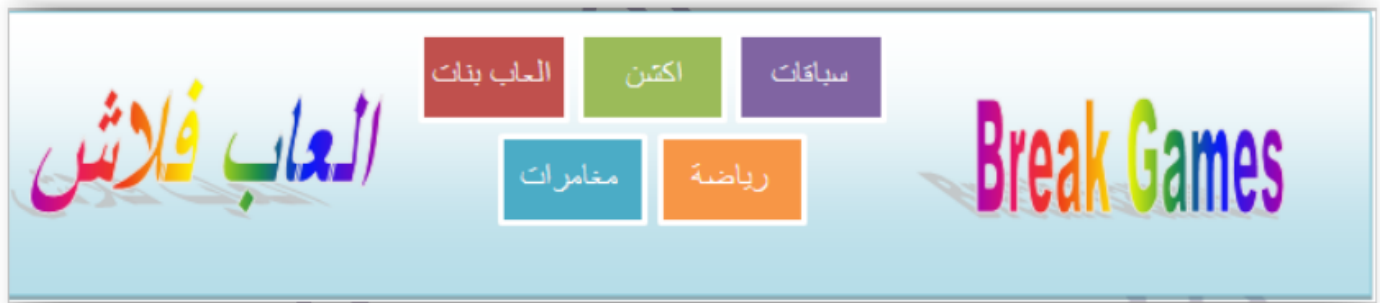 سباقات
اكشن
العاب بنات
Break Games
العاب فلاش
رياضة
مغامرات